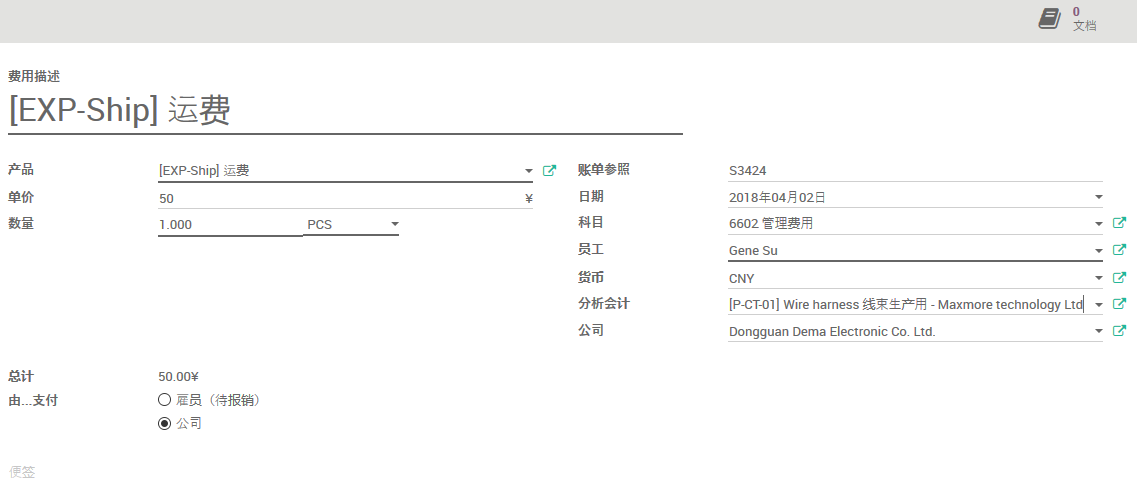 0
文档
费用描述
[EXP-Ship] 运费
产品 [EXP-Ship] 运费
单价 50 ¥
数量 1.000 PCS
账单参照 S3424
日期 2018年04月02日
科目 6602 管理费用
员工 Gene Su
货币 CNY
分析会计 [P-CT-01] Wire harness 线束生产用 - Maxmore technology Ltd
公司 Dongguan Dema Electronic Co. Ltd.
总计 50.00¥
由...支付 雇员（待报销）
公司
便签